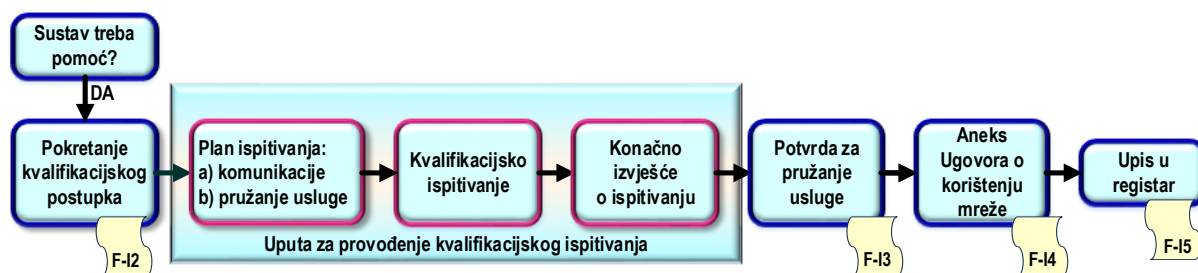 Sustav treba
pomoć?
DA
Pokretanje
kvalifikacijskog
postupka
F-I2
Plan ispitivanja:
a) komunikacije
b) pružanje usluge
Kvalifikacijsko
ispitivanje
Konačno
izvješće
o ispitivanju
Uputa za provođenje kvalifikacijskog ispitivanja
Potvrda za
pružanje
usluge
F-I3
Aneks
Ugovora o
korištenju
mreže
F-I4
Upis u
registar
F-I5